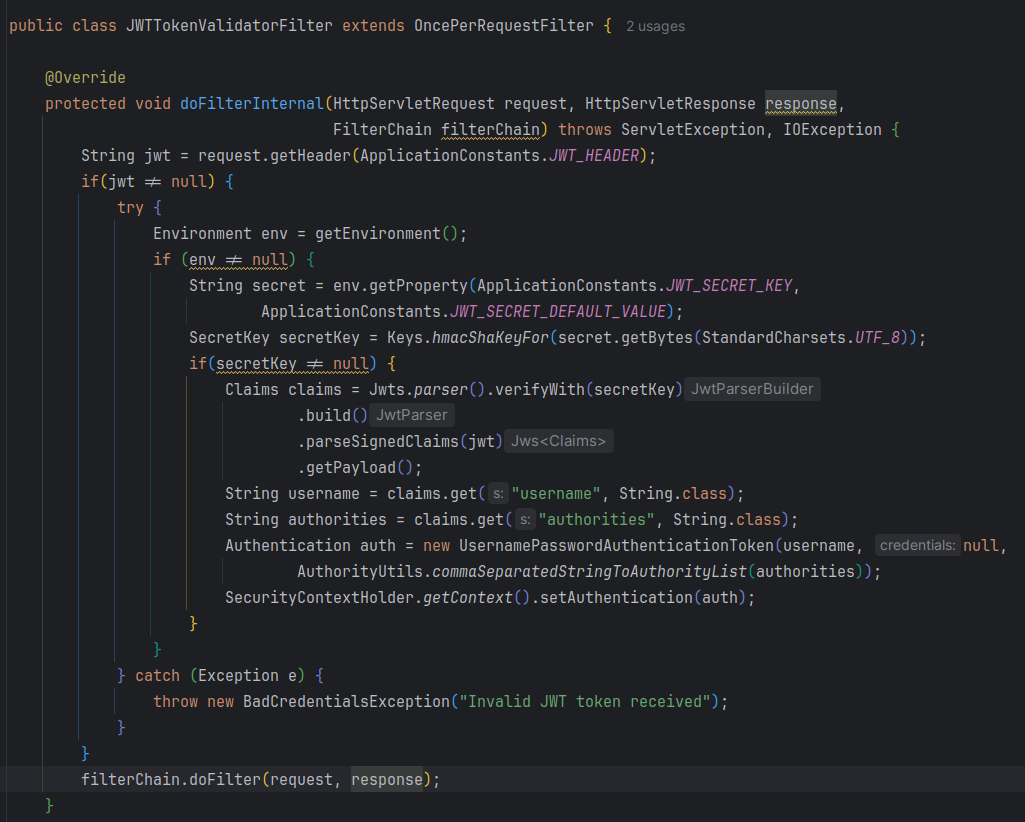 public class JWTTokenValidatorFilter extends OncePerRequestFilter { 2 usages
@Override
protected void doFilterInternal(HttpServletRequest request, HttpServletResponse response,
FilterChain filterChain) throws ServletException, IOException {
String jwt = request.getHeader(ApplicationConstants.JWT_HEADER);
if(jwt ≠ null) {
try {
Environment env = getEnvironment();
if (env ≠ null) {
String secret = env.getProperty(ApplicationConstants.JWT_SECRET_KEY,
ApplicationConstants.JWT_SECRET_DEFAULT_VALUE);
SecretKey secretKey = Keys.hmacShaKeyFor(secret.getBytes(StandardCharsets.UTF_8));
if(secretKey ≠ null) {
Claims claims = Jwts.parser().verifyWith(secretKey) JwtParserBuilder
.build() JwtParser
.parseSignedClaims(jwt) Jws<Claims>
.getPayload();
String username = claims.get( s: "username", String.class);
String authorities = claims.get( s: "authorities", String.class);
Authentication auth = new UsernamePasswordAuthenticationToken(username, credentials: null,
AuthorityUtils.commaSeparatedStringToAuthorityList(authorities));
SecurityContextHolder.getContext().setAuthentication(auth);
}
}
} catch (Exception e) {
throw new BadCredentialsException("Invalid JWT token received");
}
}
filterChain.doFilter(request, response);
}